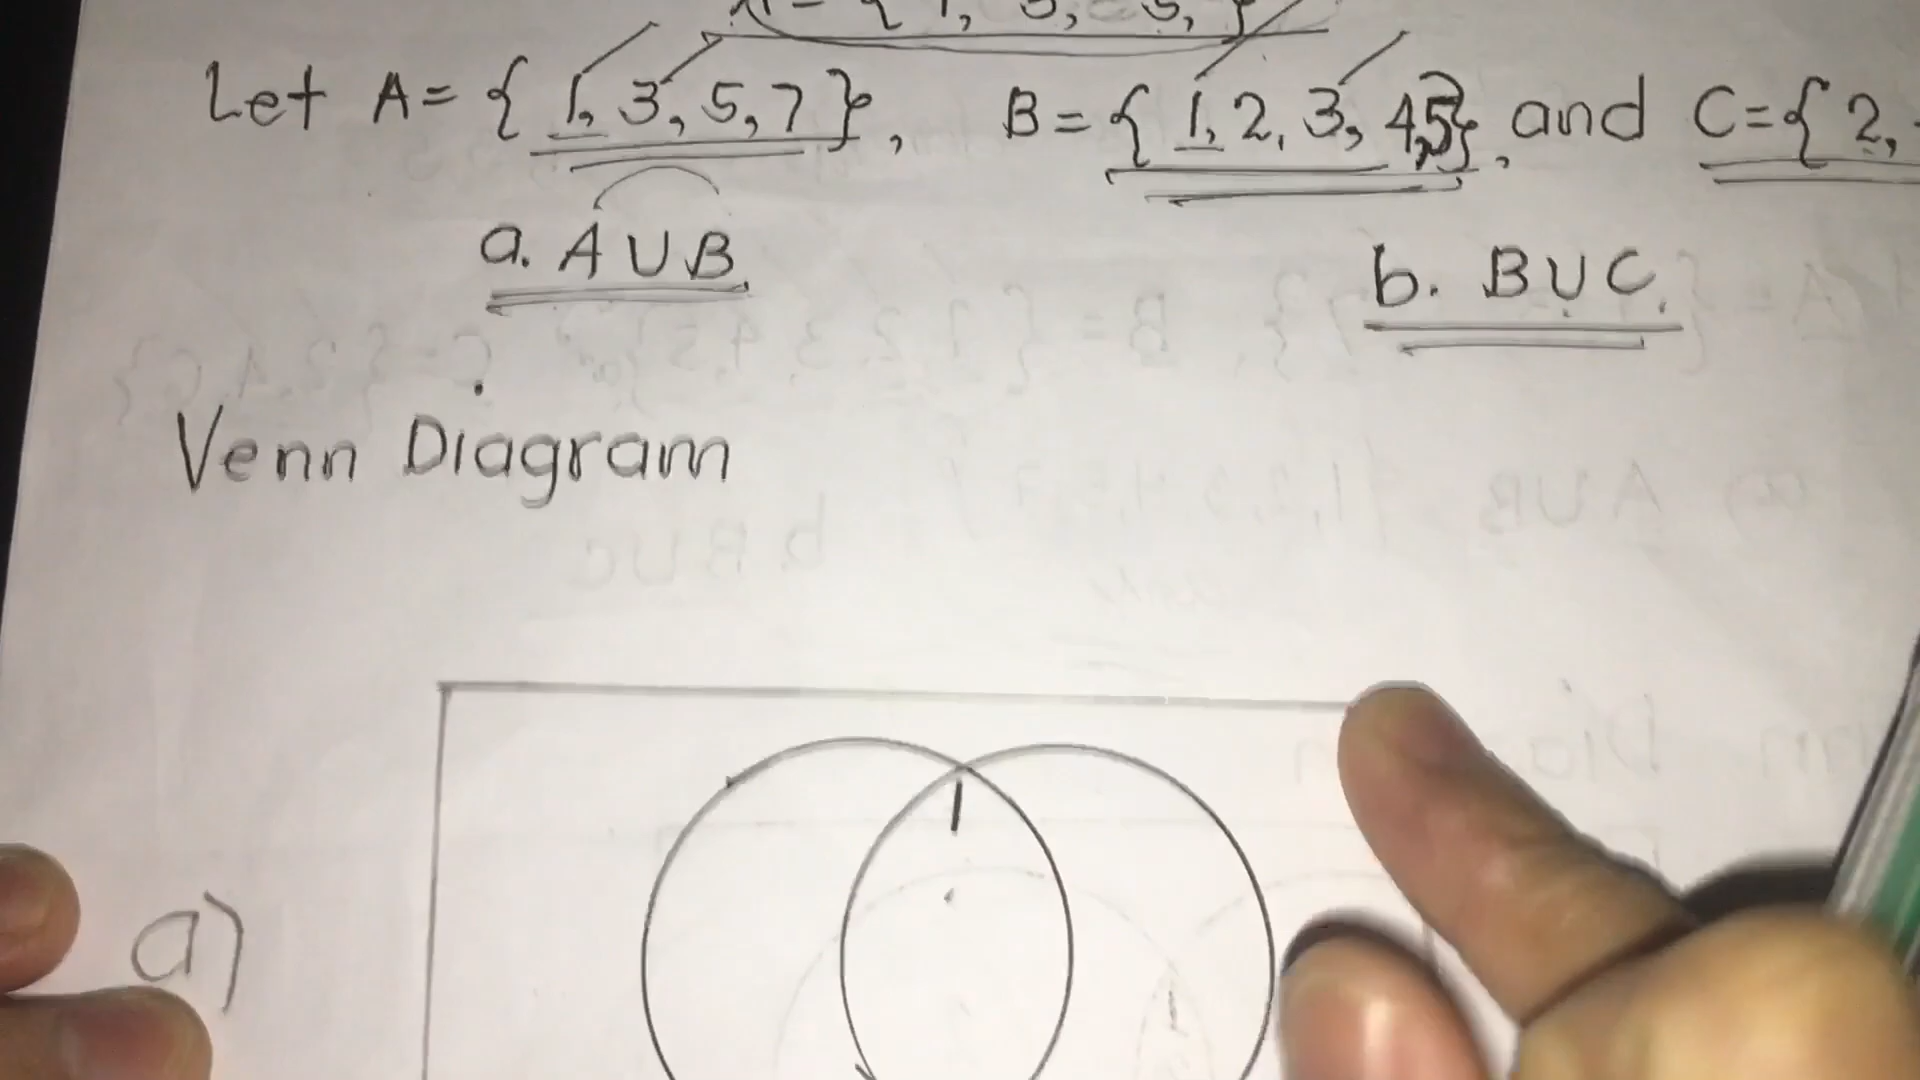 Let A = { 1, 3, 5, 7 }, B = { 1, 2, 3, 4,5}, and C={ 2,
a. A U B. b. B U C.
Venn Diagram
a)
1